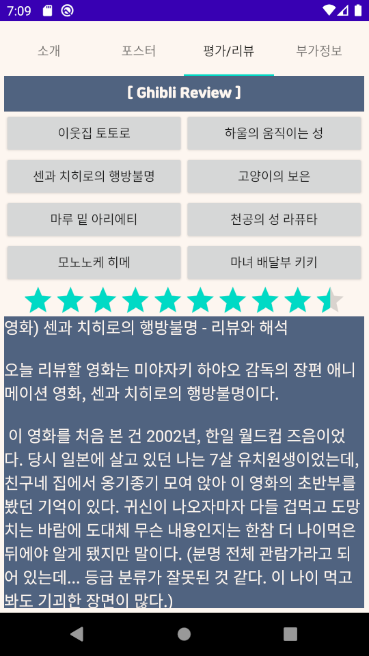 7:09
소개 포스터 평가/리뷰 부가정보
[ Ghibli Review ]
이웃집 토토로 하울의 움직이는 성
센과 치히로의 행방불명 고양이의 보은
마루 밑 아리에티 천공의 성 라퓨타
모노노케 히메 마녀 배달부 키키
영화) 센과 치히로의 행방불명 - 리뷰와 해석
오늘 리뷰할 영화는 미야자키 하야오 감독의 장편 애니
메이션 영화, 센과 치히로의 행방불명이다.
이 영화를 처음 본 건 2002년, 한일 월드컵 즈음이었
다. 당시 일본에 살고 있던 나는 7살 유치원생이었는데,
친구네 집에서 옹기종기 모여 앉아 이 영화의 초반부를
봤던 기억이 있다. 귀신이 나오자마자 다들 겁먹고 도망
치는 바람에 도대체 무슨 내용인지는 한참 더 나이먹은
뒤에야 알게 됐지만 말이다. (분명 전체 관람가라고 되
어 있는데... 등급 분류가 잘못된 것 같다. 이 나이 먹고
봐도 기괴한 장면이 많다.)